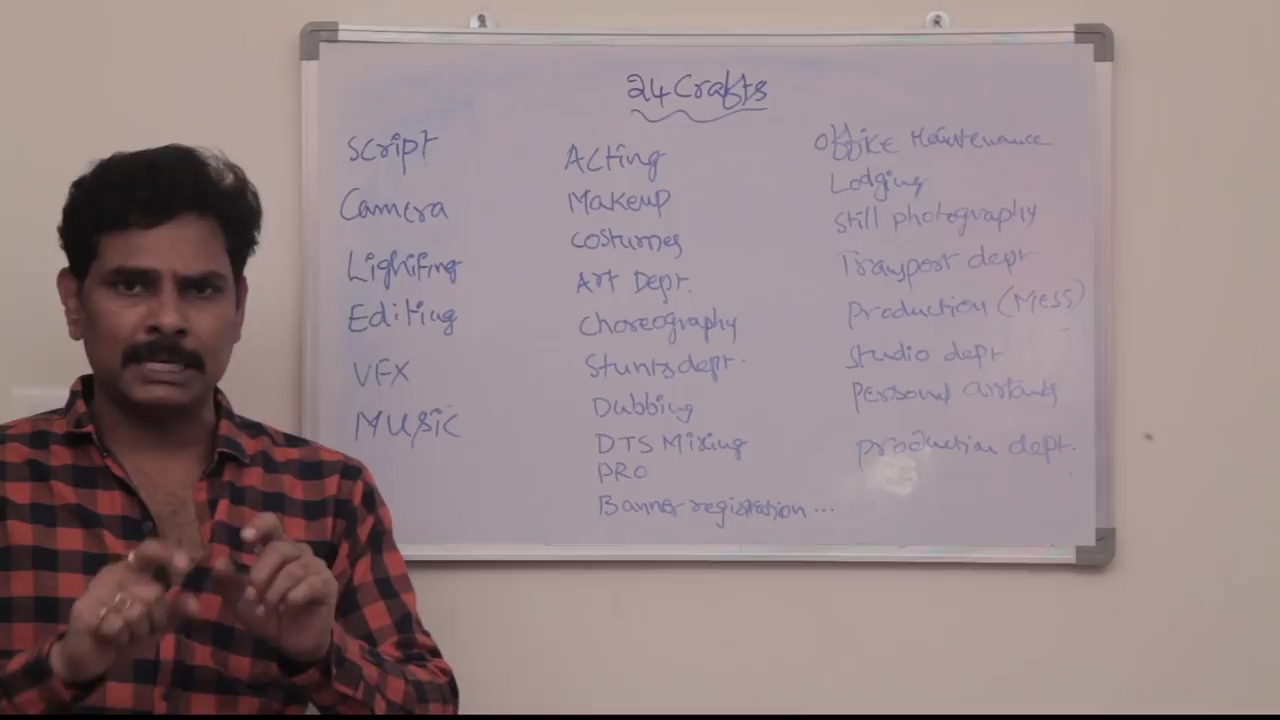 24 Crafts
Script
Camera
Lighting
Editing
VFX
Music
Acting
Makeup
costumes
Art Dept.
Choreography
Stunts dept.
Dubbing
DTS Mixing
PRO
Banner registration ...
Office Maintenance
Lodging
Still photography
Transport dept
production (Mess)
Studio dept
Personal
production dept.